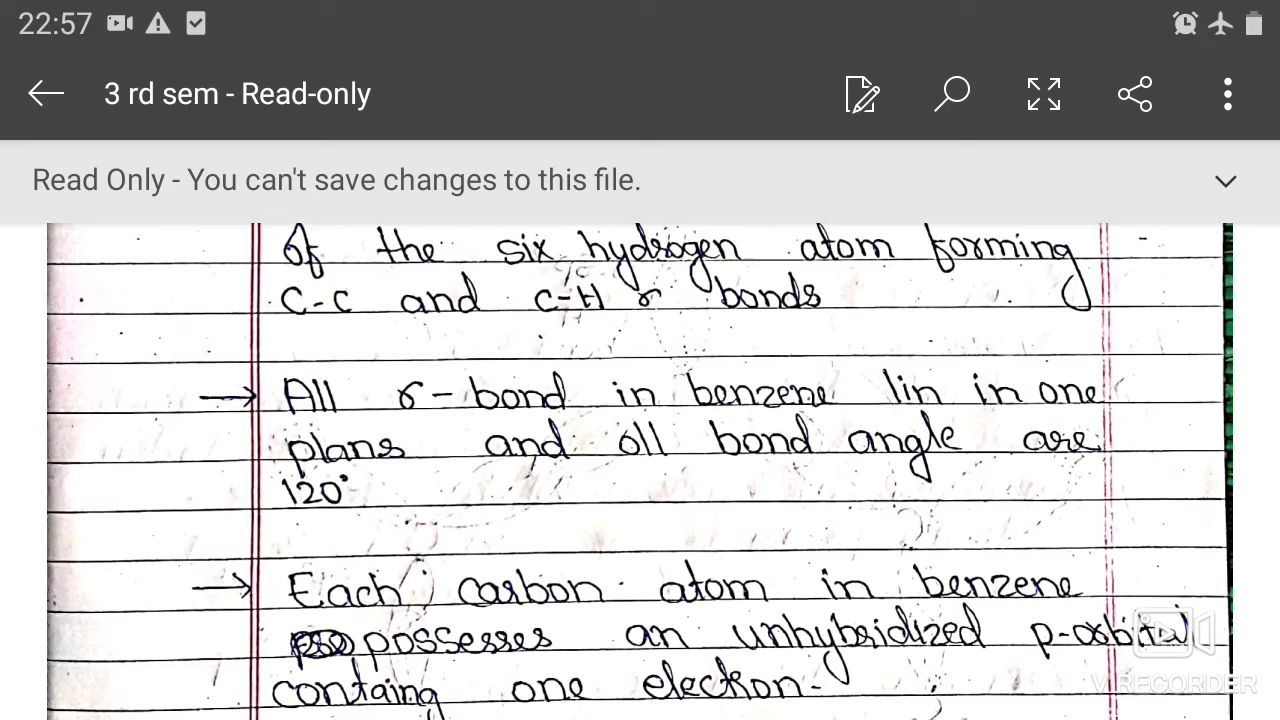 22:57
3 rd sem - Read-only
Read Only - You can't save changes to this file.
of the six hydrogen atom forming
C-C and C-H σ bonds
→ All σ-bond in benzene lin in one
plans and oll bond angle are
120°
→ Each carbon atom in benzene
possesses an unhybridized p-orbital
containg one electron.
VRECORDER